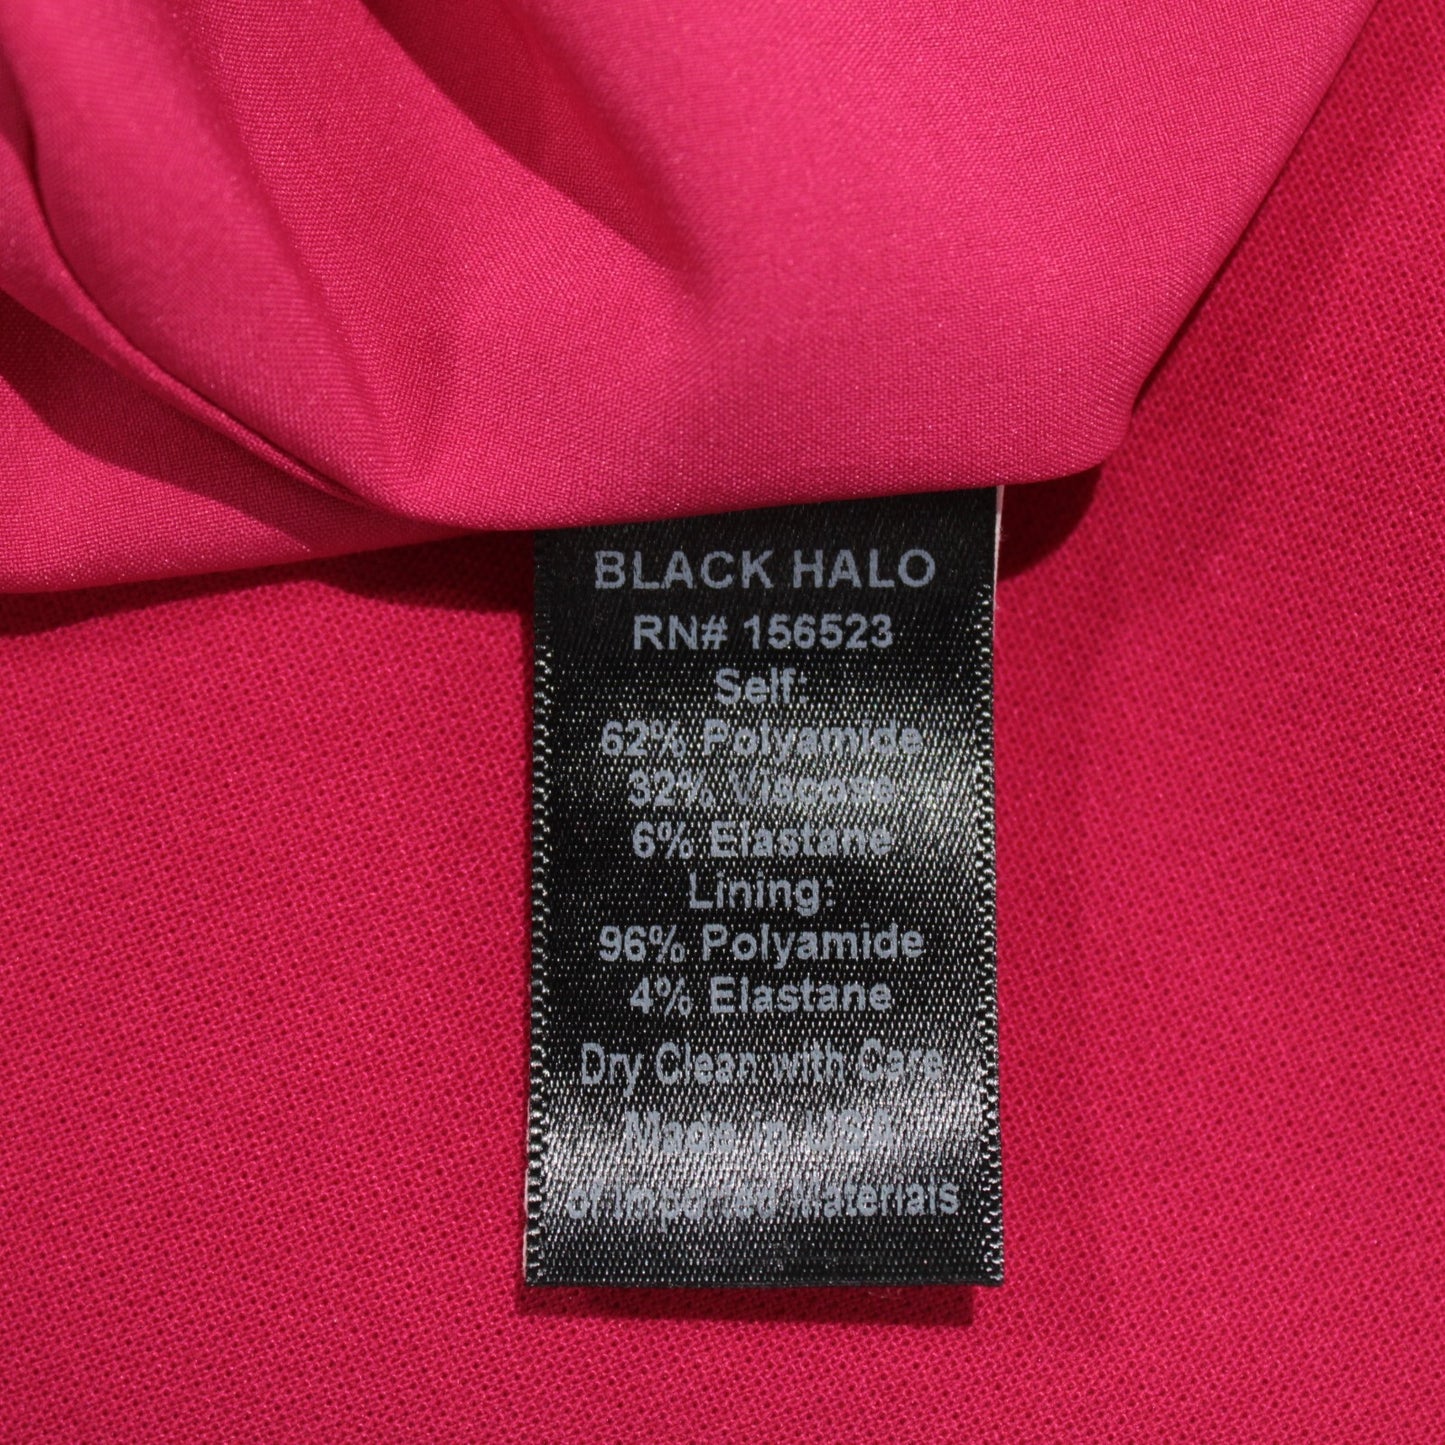 BLACK HALO
RN# 156523
Self:
62% Polyamide
32% Viscose
6% Elastane
Lining:
96% Polyamide
4% Elastane
Dry Clean with Care
Made in USA
of Imported Materials